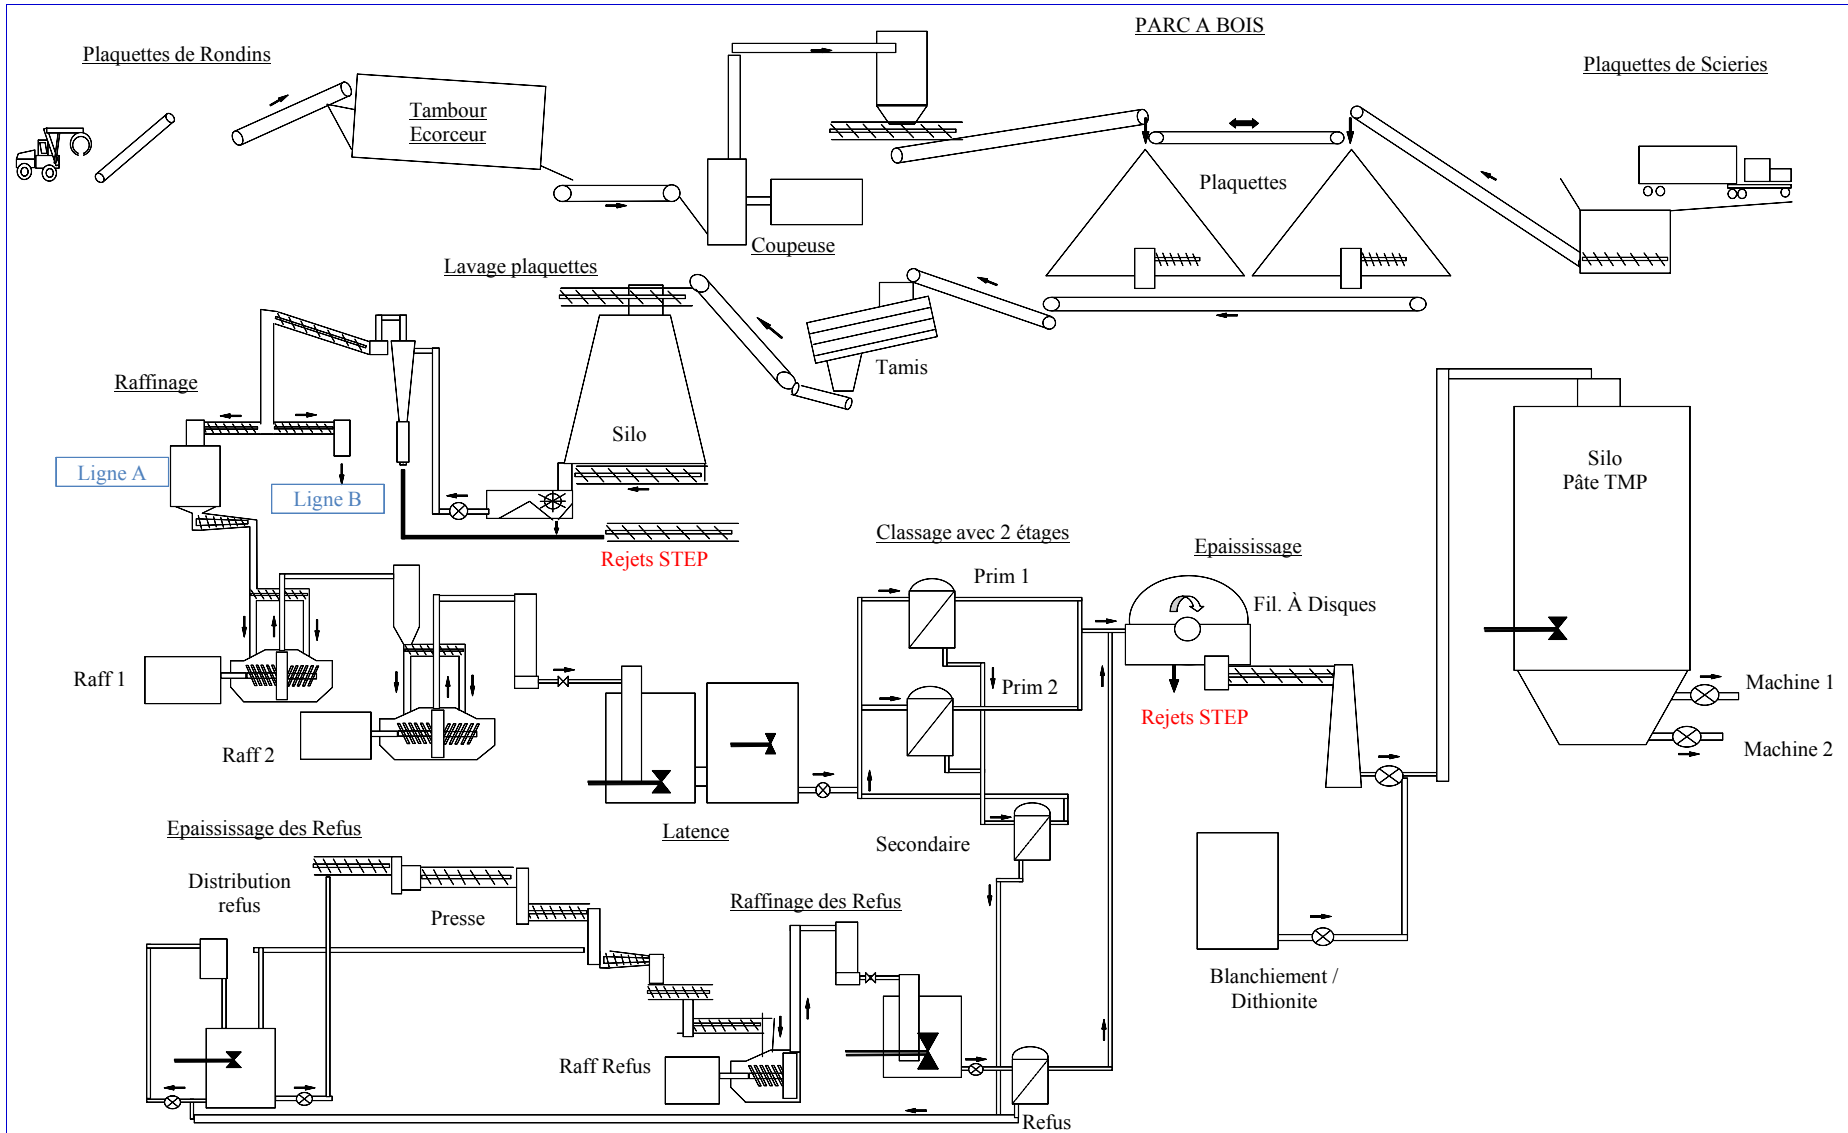 PARC A BOIS
Plaquettes de Rondins
Plaquettes de Scieries
Tambour
Ecorceur
Plaquettes
Coupeuse
Lavage plaquettes
Tamis
Raffinage
Silo
Ligne A
Ligne B
Silo
Pâte TMP
Rejets STEP
Classage avec 2 étages
Epaississage
Prim 1
Fil. À Disques
Raff 1
Prim 2
Machine 1
Rejets STEP
Raff 2
Machine 2
Epaississage des Refus
Latence
Secondaire
Distribution
refus
Presse
Raffinage des Refus
Blanchiement /
Dithionite
Raff Refus
Refus